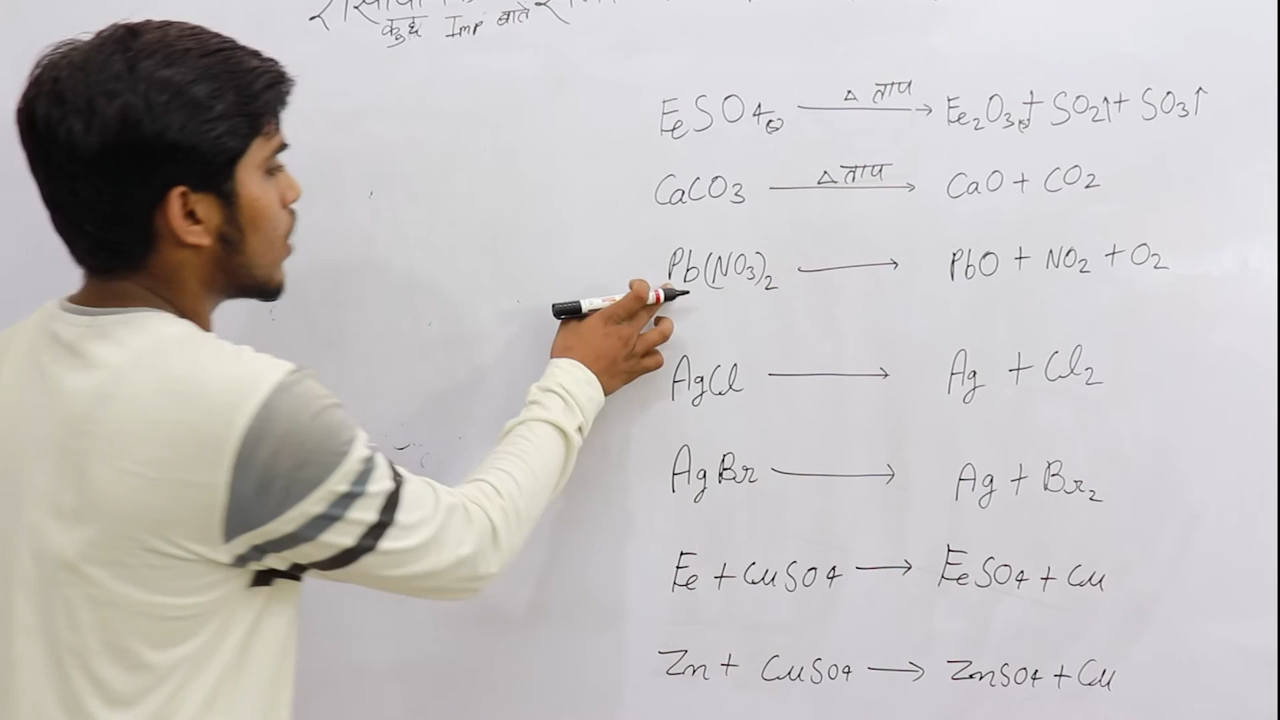 कुछ Imp बाते
FeSO4(s) —Δ ताप→ Fe2O3(s) + SO2↑ + SO3↑
CaCO3 —Δ ताप→ CaO + CO2
Pb(NO3)2 → PbO + NO2 + O2
AgCl → Ag + Cl2
AgBr → Ag + Br2
Fe + CuSO4 → FeSO4 + Cu
Zn + CuSO4 → ZnSO4 + Cu